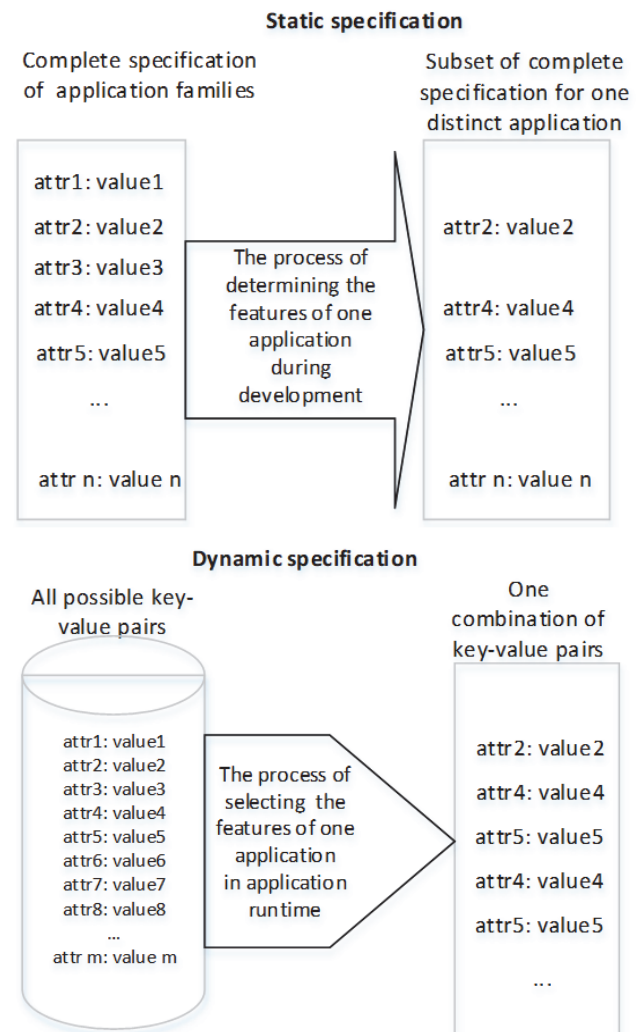 Static specification
Complete specification
of application families
attr1: value1
attr2: value2
attr3: value3
attr4: value4
attr5: value5
...
attr n: value n
The process of
determining the
features of one
application
during
development
Subset of complete
specification for one
distinct application
attr2: value2
attr4: value4
attr5: value5
...
attr n: value n
Dynamic specification
All possible key-
value pairs
attr1: value1
attr2: value2
attr3: value3
attr4: value4
attr5: value5
attr6: value6
attr7: value7
attr8: value8
...
attr m: value m
The process of
selecting the
features of one
application
in application
runtime
One
combination of
key-value pairs
attr2: value2
attr4: value4
attr5: value5
attr4: value4
attr5: value5
...